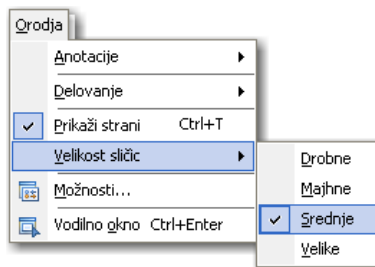 Orodja
Anotacije
Delovanje
Prikaži strani Ctrl+T
Velikost sličic
Možnosti...
Vodilno okno Ctrl+Enter
Drobne
Majhne
Srednje
Velike